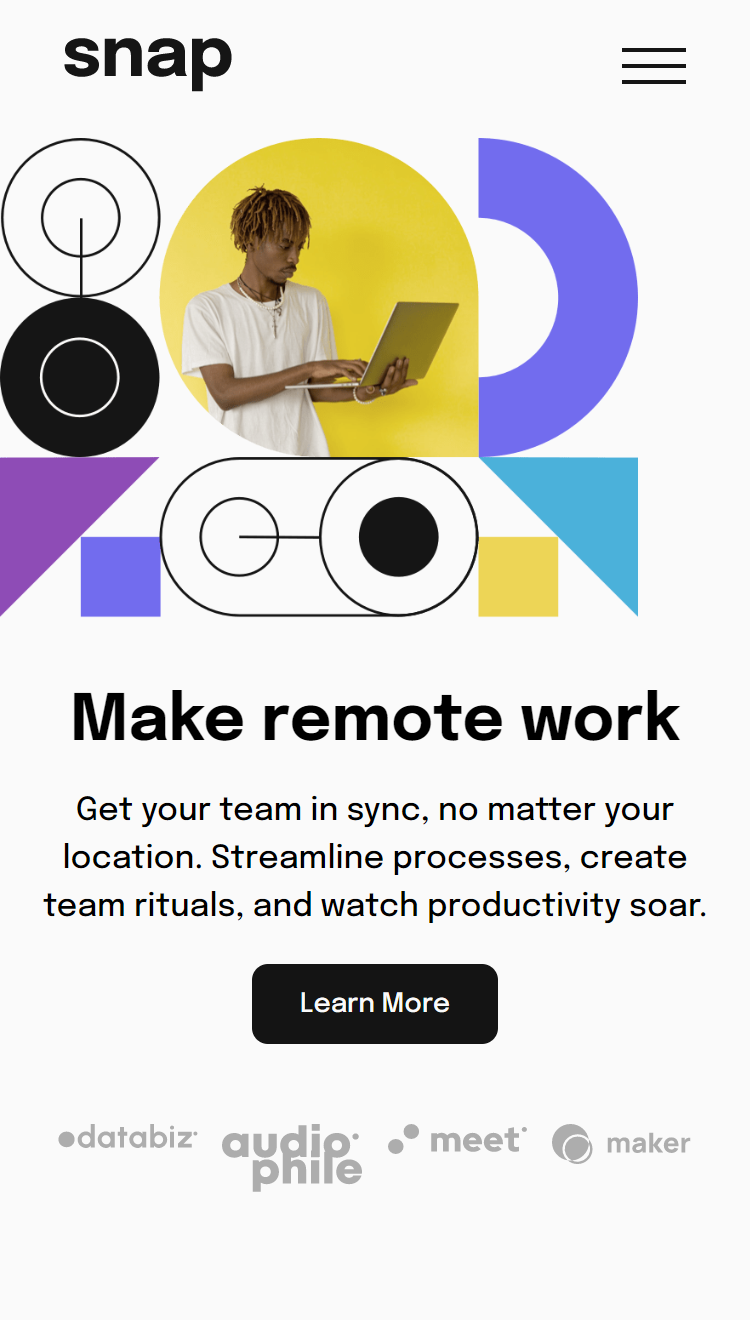 snap
Make remote work
Get your team in sync, no matter your
location. Streamline processes, create
team rituals, and watch productivity soar.
Learn More
databiz
audio
phile
meet
maker